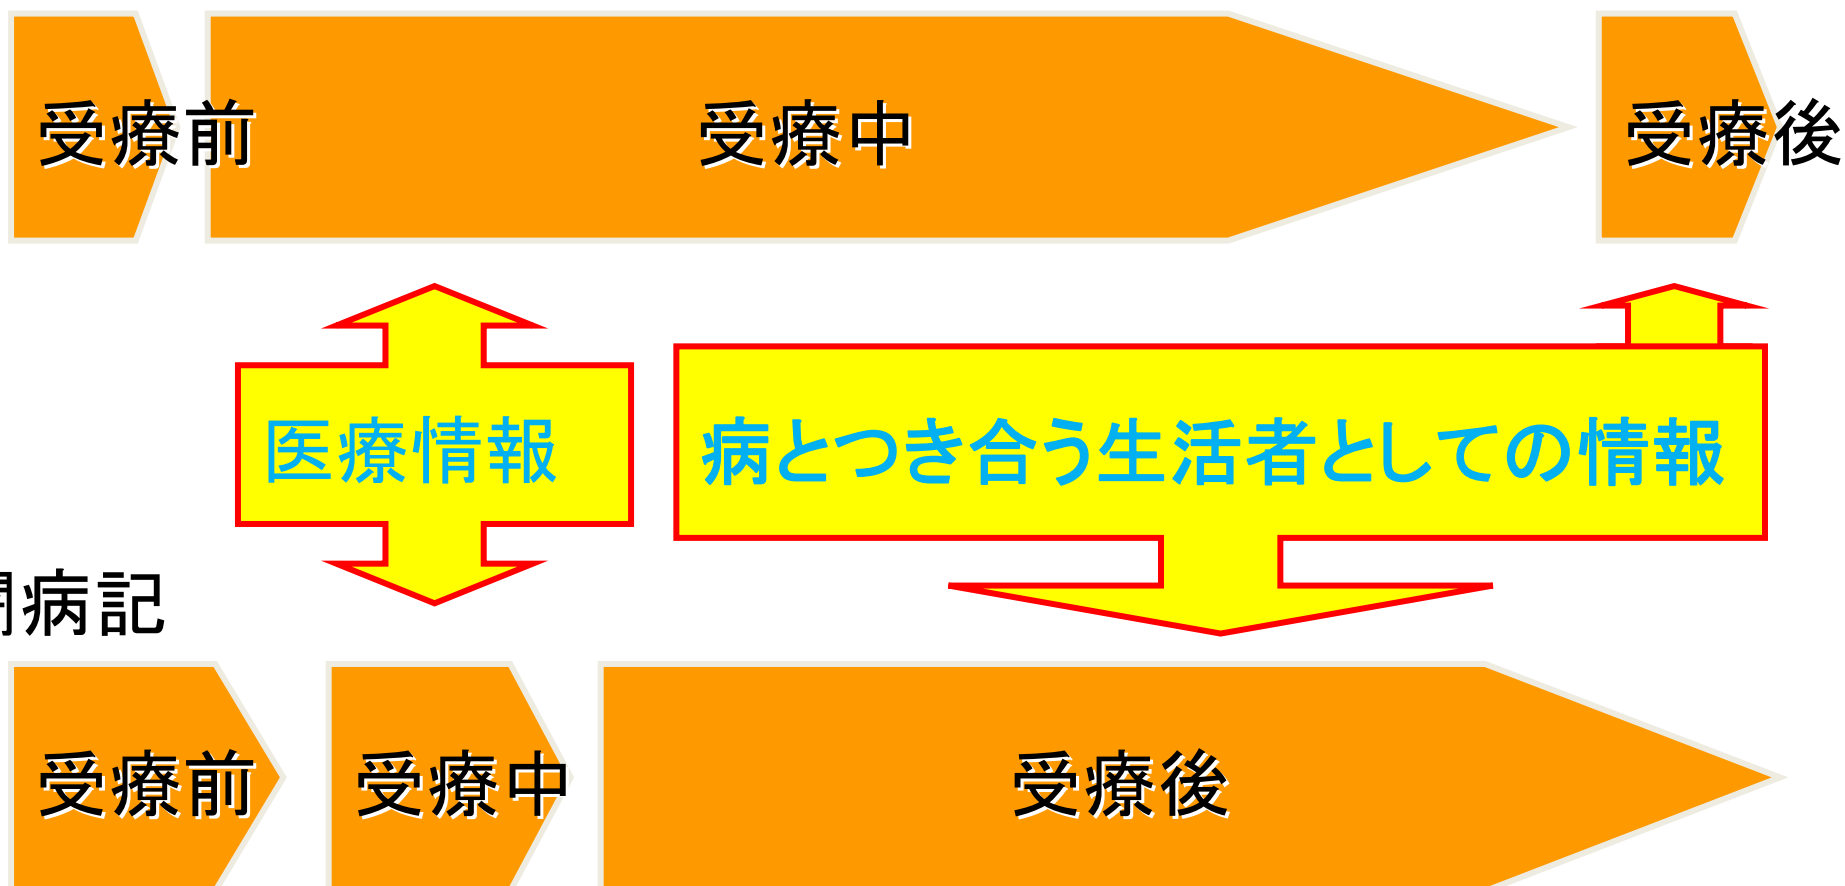 受療前
受療中
受療後
医療情報
病とつき合う生活者としての情報
闘病記
受療前
受療中
受療後